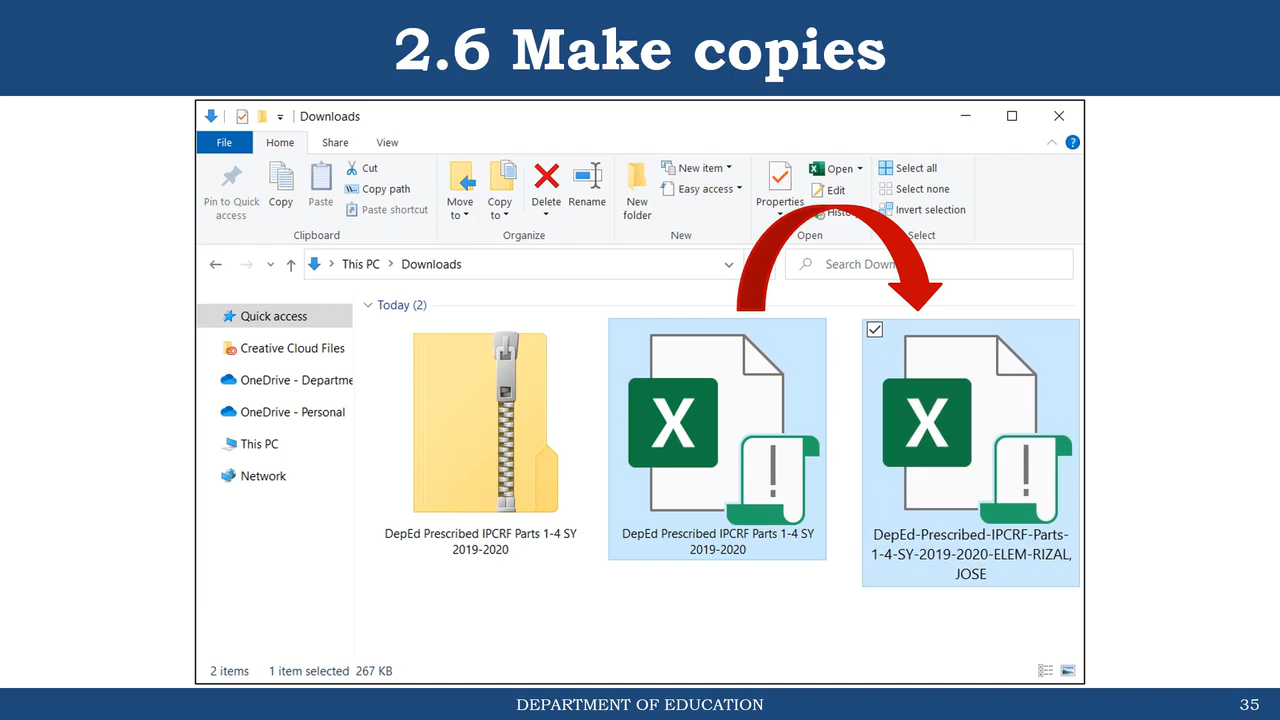 2.6 Make copies
Downloads
File Home Share View
Pin to Quick access
Copy
Paste
Cut
Copy path
Paste shortcut
Clipboard
Move to
Copy to
Delete
Rename
Organize
New folder
New item
Easy access
New
Properties
Open
Edit
Histo
Open
Select all
Select none
Invert selection
Select
This PC > Downloads
Search Down
Quick access
Creative Cloud Files
OneDrive - Departme
OneDrive - Personal
This PC
Network
Today (2)
DepEd Prescribed IPCRF Parts 1-4 SY
2019-2020
DepEd Prescribed IPCRF Parts 1-4 SY
2019-2020
DepEd-Prescribed-IPCRF-Parts-
1-4-SY-2019-2020-ELEM-RIZAL,
JOSE
2 items 1 item selected 267 KB
DEPARTMENT OF EDUCATION
35